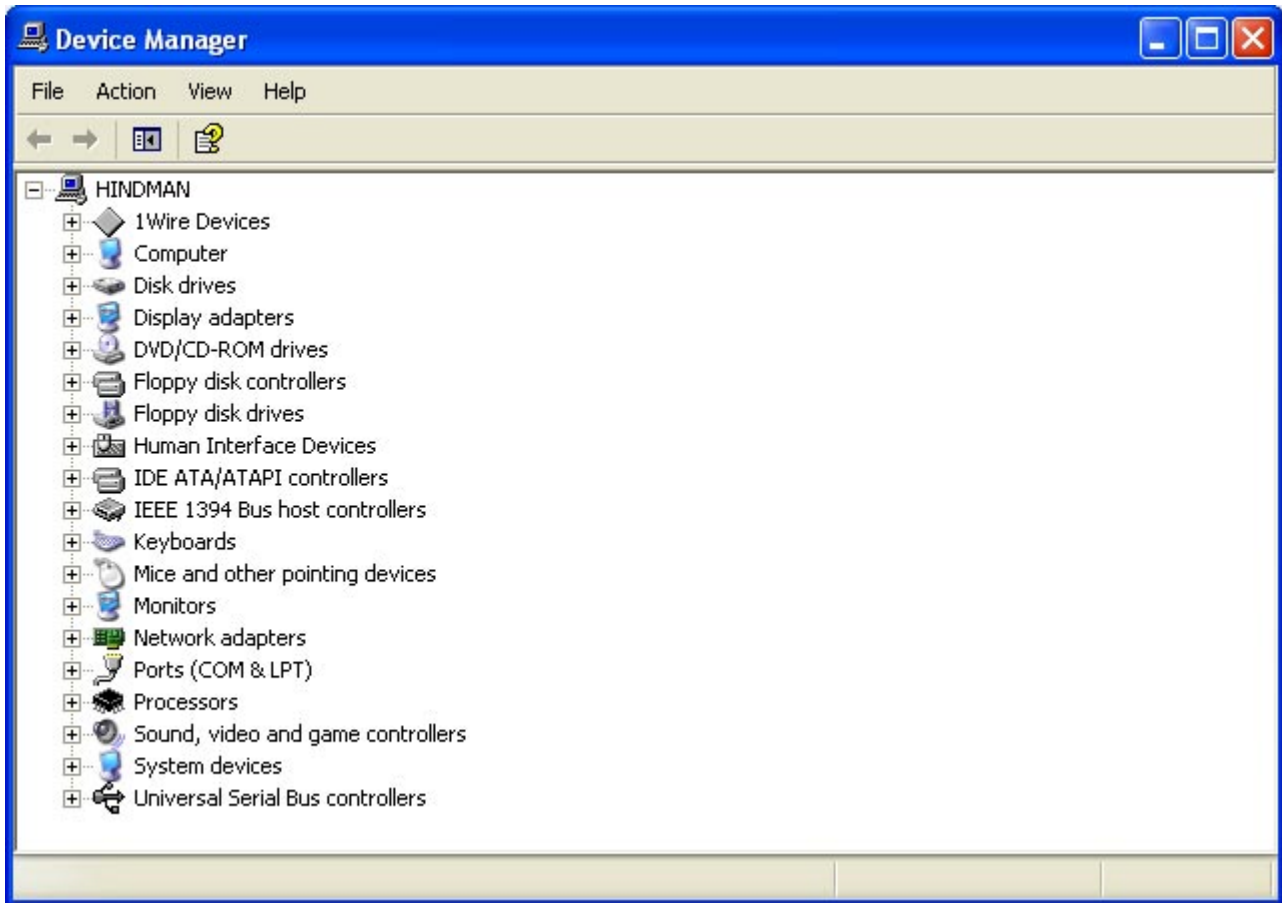 Device Manager
File Action View Help
HINDMAN
1Wire Devices
Computer
Disk drives
Display adapters
DVD/CD-ROM drives
Floppy disk controllers
Floppy disk drives
Human Interface Devices
IDE ATA/ATAPI controllers
IEEE 1394 Bus host controllers
Keyboards
Mice and other pointing devices
Monitors
Network adapters
Ports (COM & LPT)
Processors
Sound, video and game controllers
System devices
Universal Serial Bus controllers